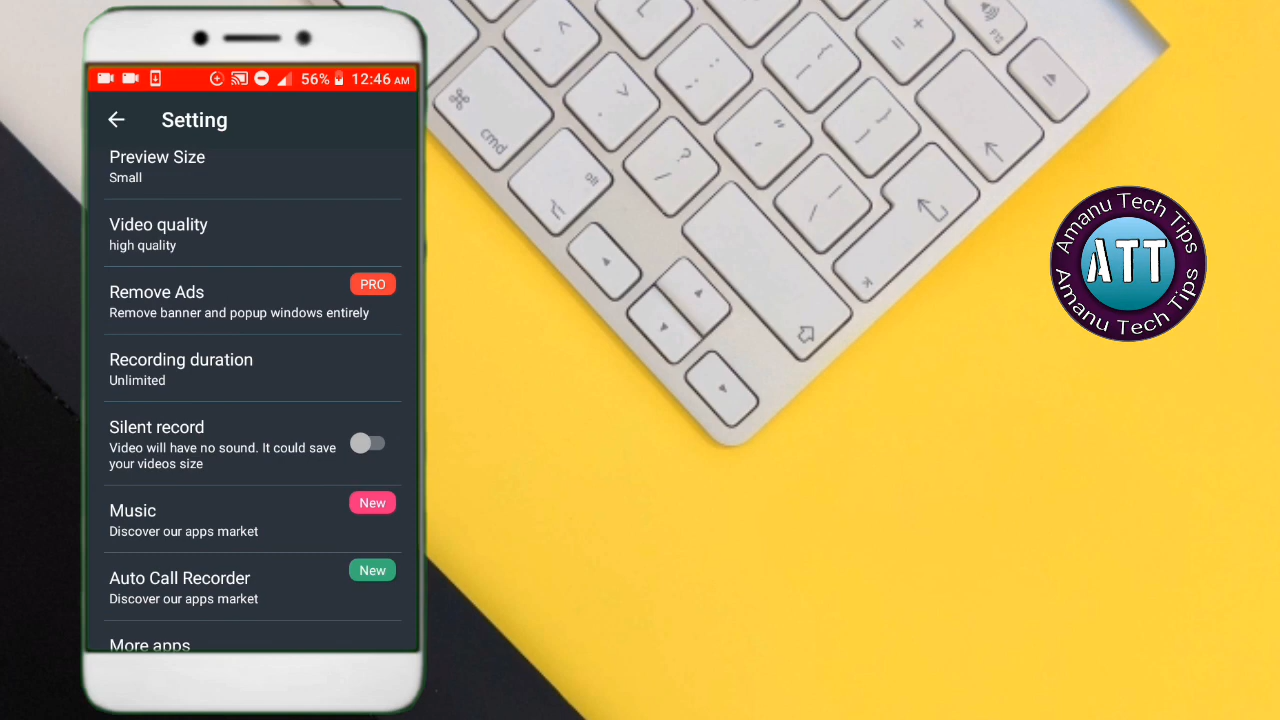 56% 12:46 AM
Setting
Preview Size
Small
Video quality
high quality
Remove Ads
PRO
Remove banner and popup windows entirely
Recording duration
Unlimited
Silent record
Video will have no sound. It could save
your videos size
Music
New
Discover our apps market
Auto Call Recorder
New
Discover our apps market
More apps
cmd
alt
F12
Amanu Tech Tips
ATT
Amanu Tech Tips